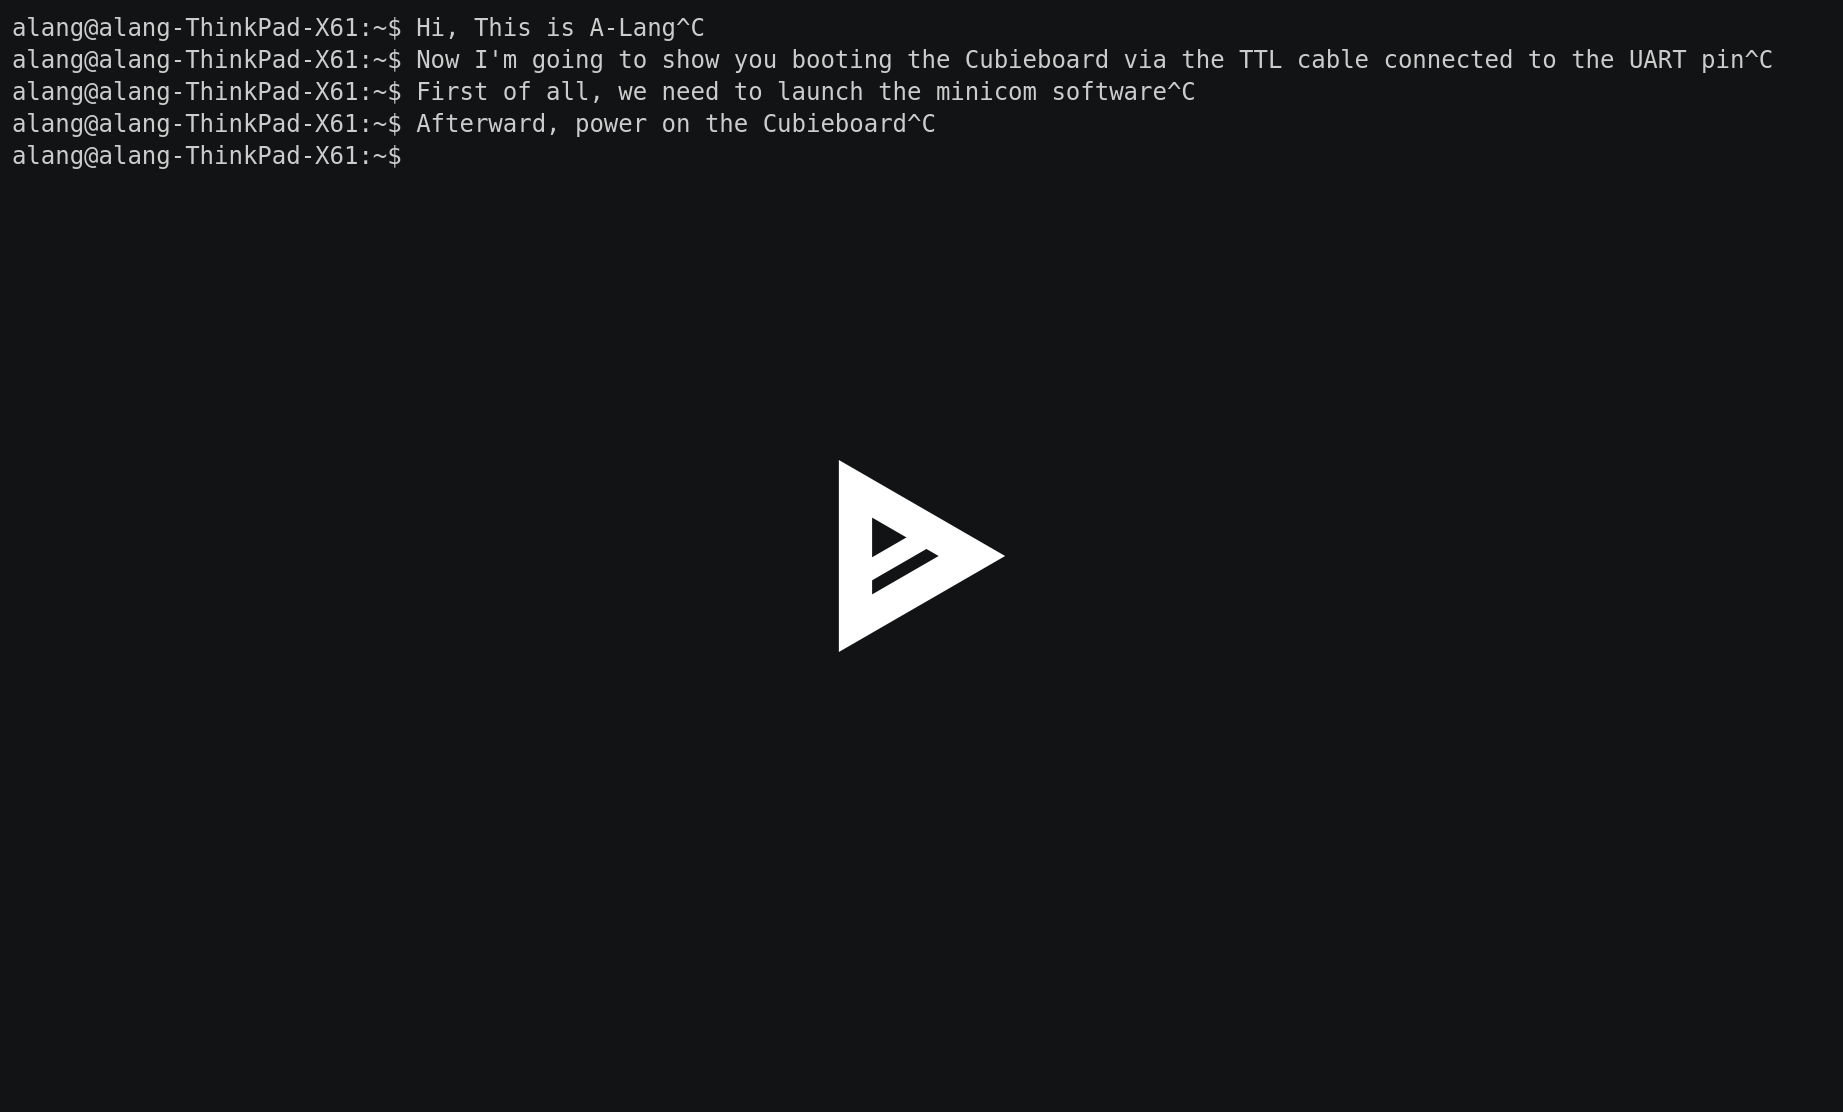 alang@alang-ThinkPad-X61:~$ Hi, This is A-Lang^C
alang@alang-ThinkPad-X61:~$ Now I'm going to show you booting the Cubieboard via the TTL cable connected to the UART pin^C
alang@alang-ThinkPad-X61:~$ First of all, we need to launch the minicom software^C
alang@alang-ThinkPad-X61:~$ Afterward, power on the Cubieboard^C
alang@alang-ThinkPad-X61:~$